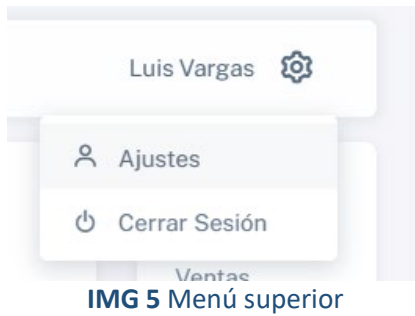 Luis Vargas
Ajustes
Cerrar Sesión
Ventas
IMG 5 Menú superior